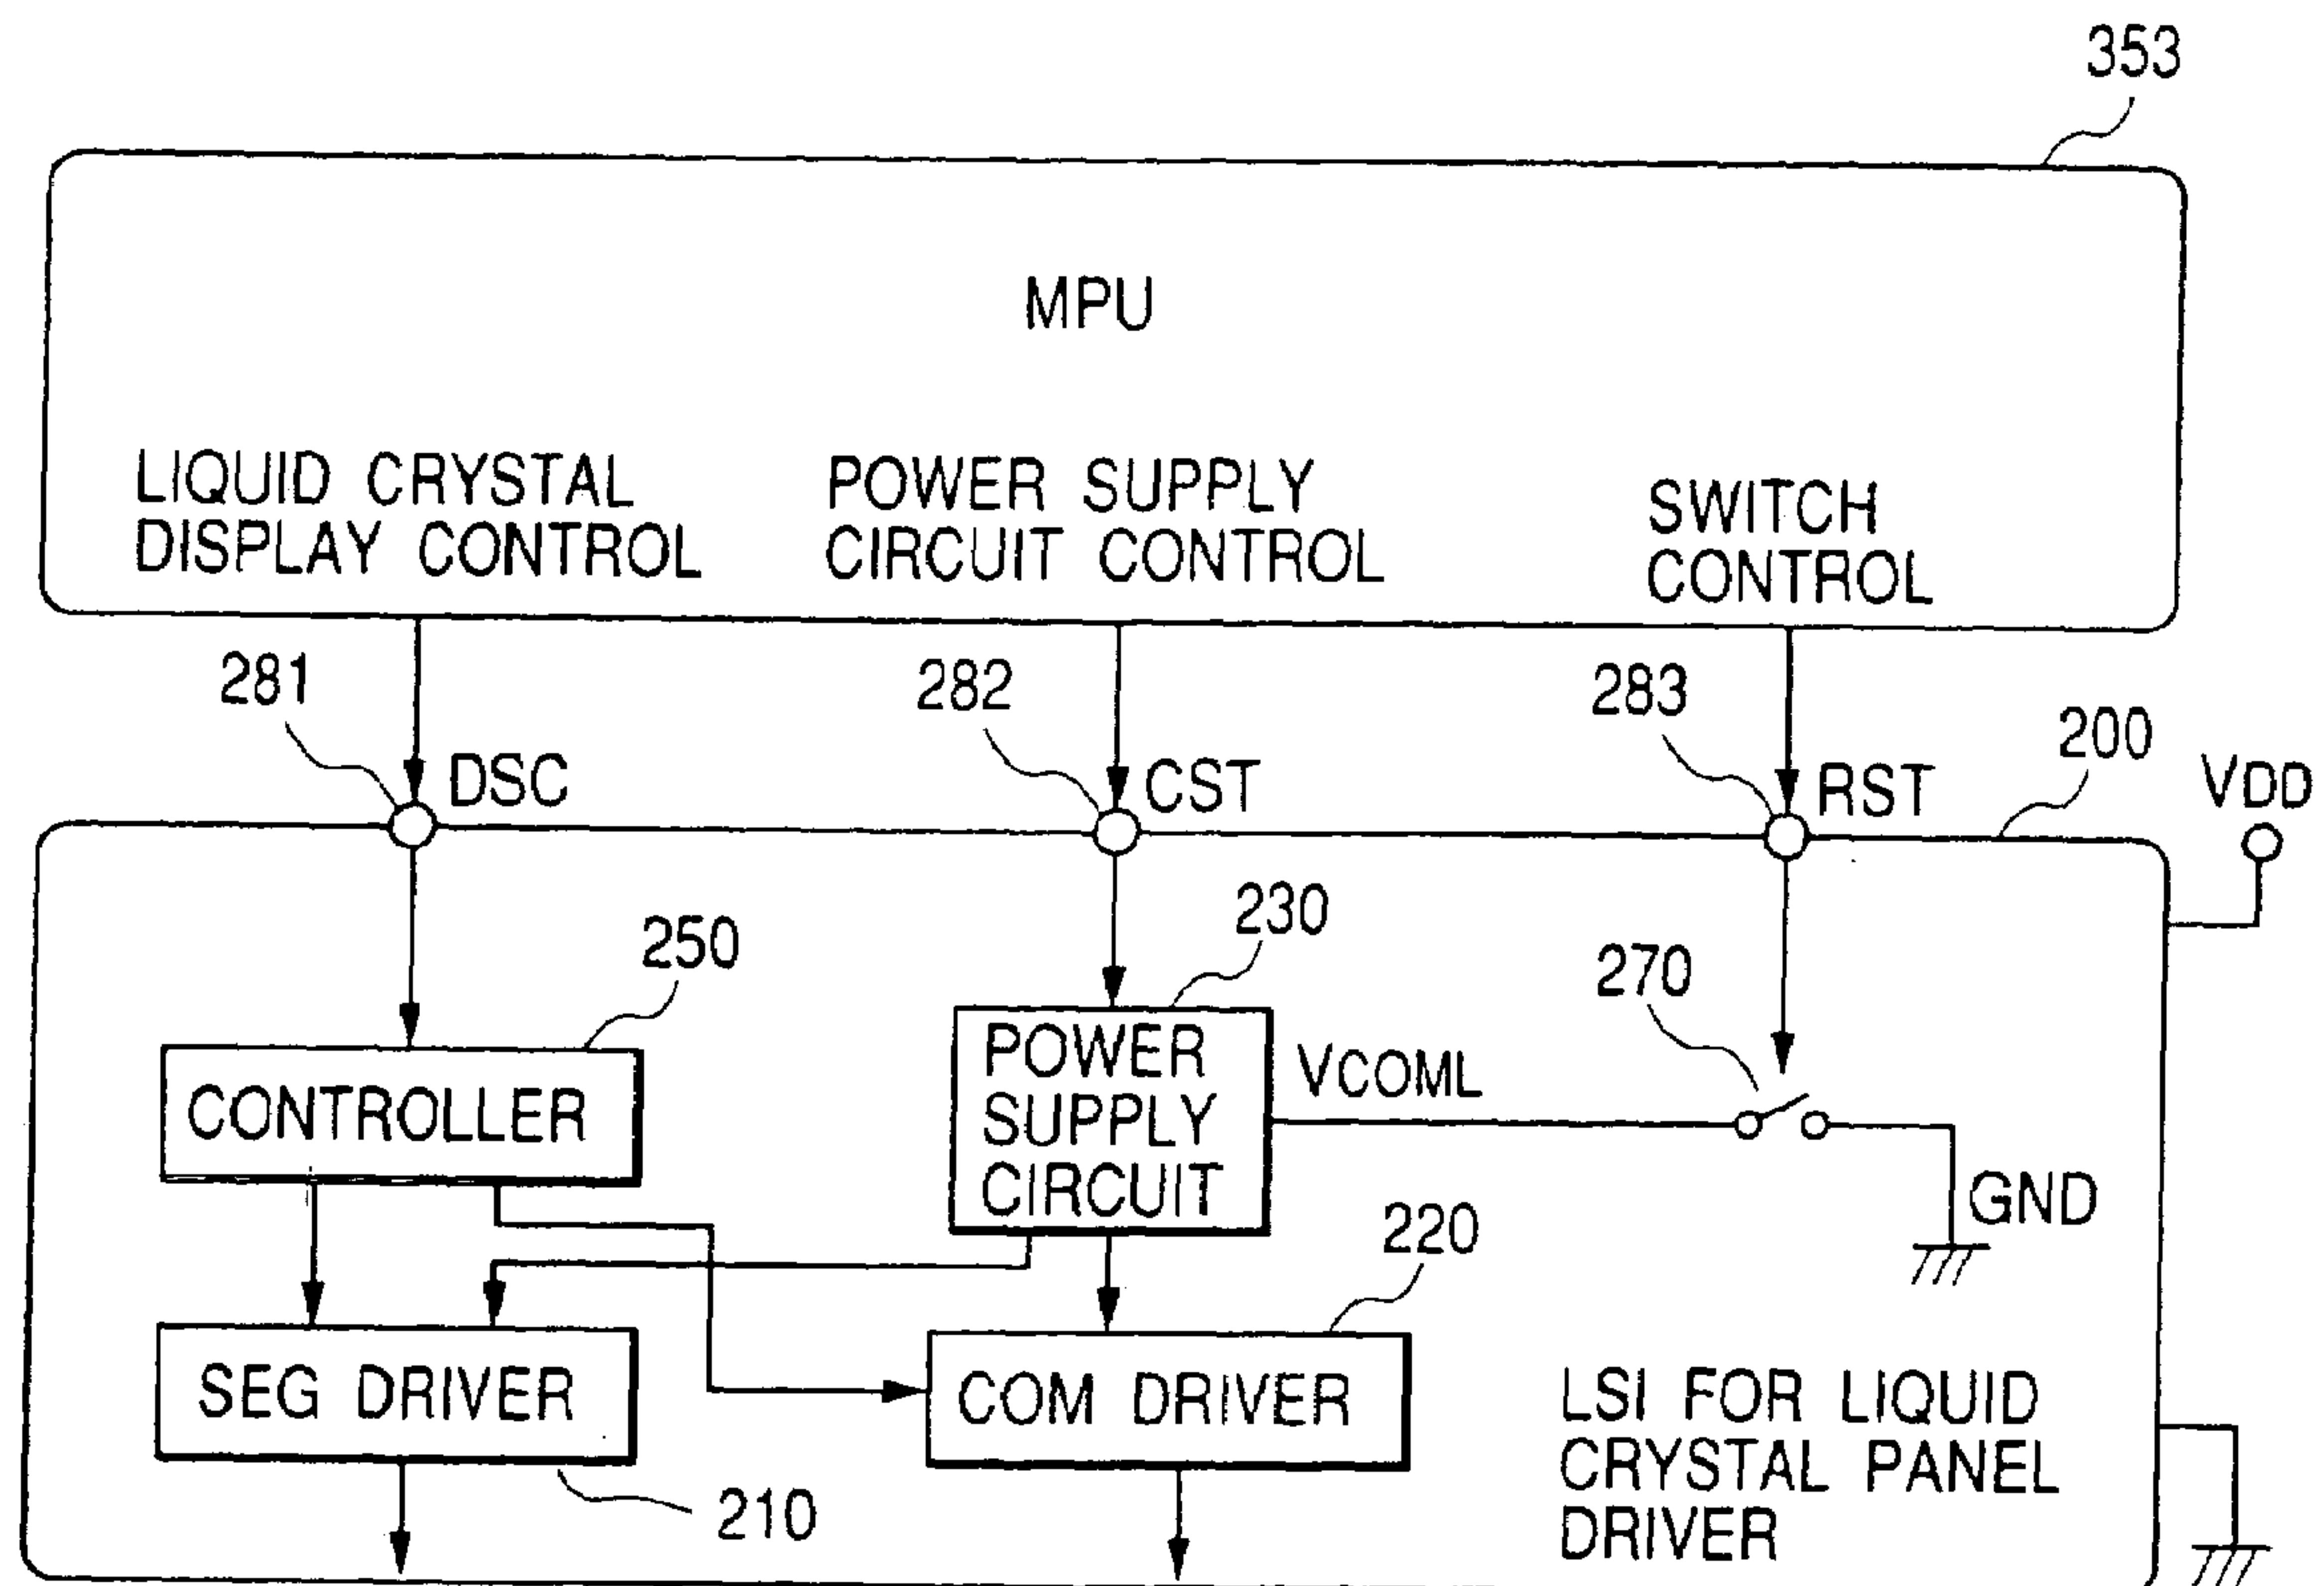 353
MPU
LIQUID CRYSTAL
DISPLAY CONTROL
POWER SUPPLY
CIRCUIT CONTROL
SWITCH
CONTROL
281
DSC
282
CST
283
RST
200
VDD
250
CONTROLLER
230
POWER
SUPPLY
CIRCUIT
VCOML
270
GND
220
SEG DRIVER
210
COM DRIVER
LSI FOR LIQUID
CRYSTAL PANEL
DRIVER